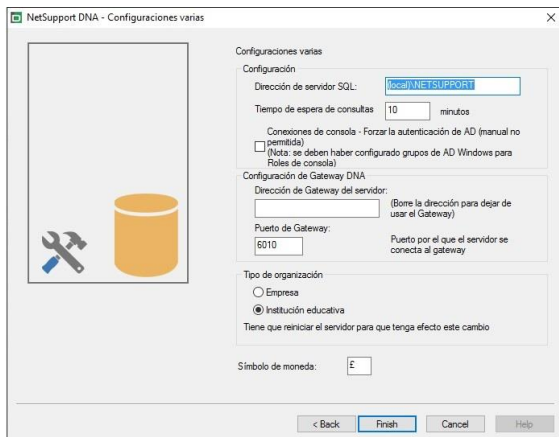 NetSupport DNA - Configuraciones varias
Configuraciones varias
Configuración
Dirección de servidor SQL:
(local)\NETSUPPORT
Tiempo de espera de consultas
10
minutos
Conexiones de consola - Forzar la autenticación de AD (manual no
permitida)
(Nota: se deben haber configurado grupos de AD Windows para
Roles de consola)
Configuración de Gateway DNA
Dirección de Gateway del servidor:
(Borre la dirección para dejar de
usar el Gateway)
Puerto de Gateway:
6010
Puerto por el que el servidor se
conecta al gateway
Tipo de organización
Empresa
Institución educativa
Tiene que reiniciar el servidor para que tenga efecto este cambio
Símbolo de moneda:
£
< Back
Finish
Cancel
Help